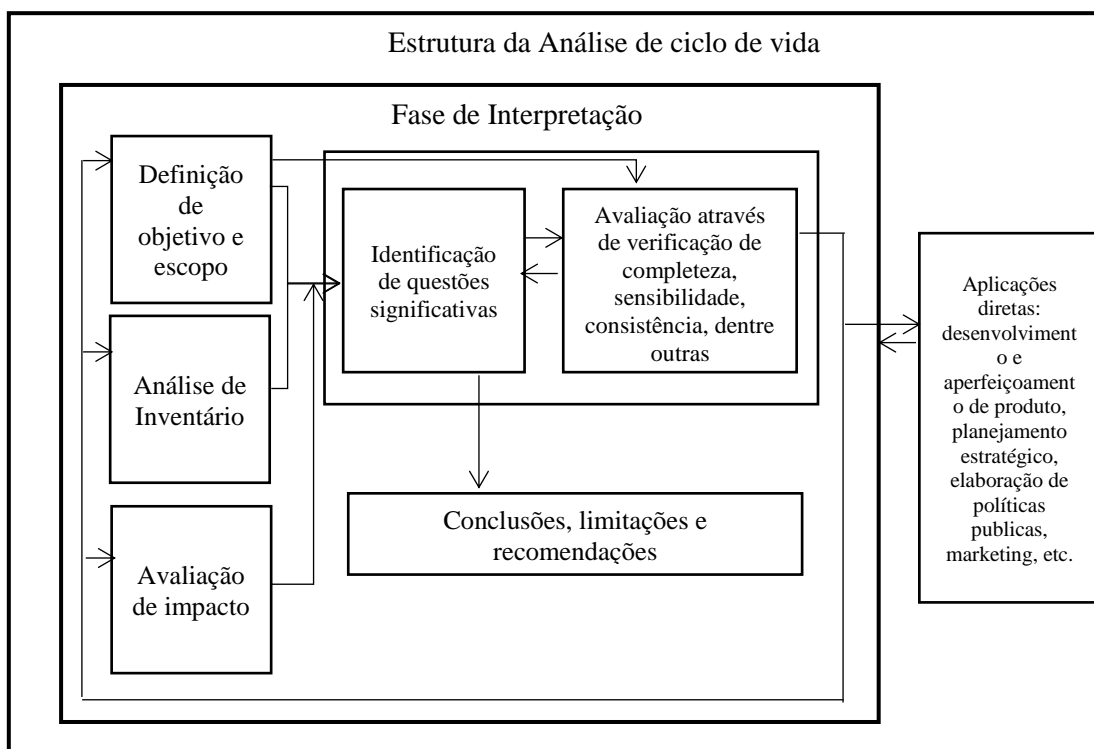 Estrutura da Análise de ciclo de vida
Fase de Interpretação
Definição
de
objetivo e
escopo
Identificação
de questões
significativas
Avaliação através
de verificação de
completeza,
sensibilidade,
consistência, dentre
outras
Análise de
Inventário
Avaliação
de impacto
Conclusões, limitações e
recomendações
Aplicações
diretas:
desenvolviment
o e
aperfeiçoament
o de produto,
planejamento
estratégico,
elaboração de
políticas
publicas,
marketing, etc.